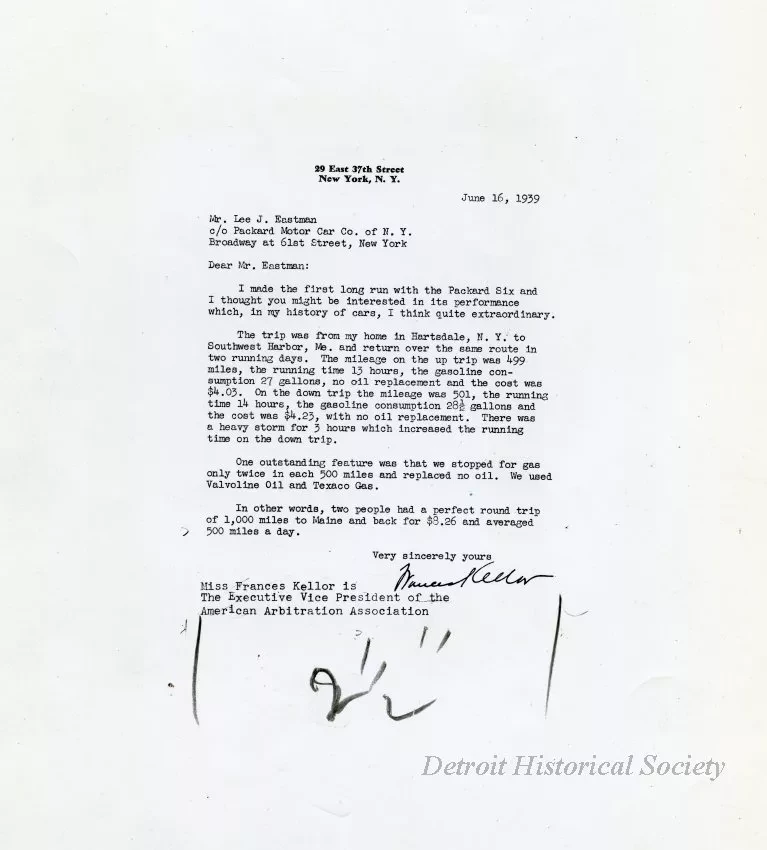 29 East 37th Street
New York, N. Y.
June 16, 1939
Mr. Lee J. Eastman
c/o Packard Motor Car Co. of N. Y.
Broadway at 61st Street, New York
Dear Mr. Eastman:
I made the first long run with the Packard Six and
I thought you might be interested in its performance
which, in my history of cars, I think quite extraordinary.
The trip was from my home in Hartsdale, N. Y. to
Southwest Harbor, Me. and return over the same route in
two running days. The mileage on the up trip was 499
miles, the running time 13 hours, the gasoline con-
sumption 27 gallons, no oil replacement and the cost was
$4.03. On the down trip the mileage was 501, the running
time 14 hours, the gasoline consumption 28½ gallons and
the cost was $4.23, with no oil replacement. There was
a heavy storm for 3 hours which increased the running
time on the down trip.
One outstanding feature was that we stopped for gas
only twice in each 500 miles and replaced no oil. We used
Valvoline Oil and Texaco Gas.
In other words, two people had a perfect round trip
of 1,000 miles to Maine and back for $8.26 and averaged
500 miles a day.
Very sincerely yours
Frances Kellor
Miss Frances Kellor is
The Executive Vice President of the
American Arbitration Association
2 1/2"
Detroit Historical Society